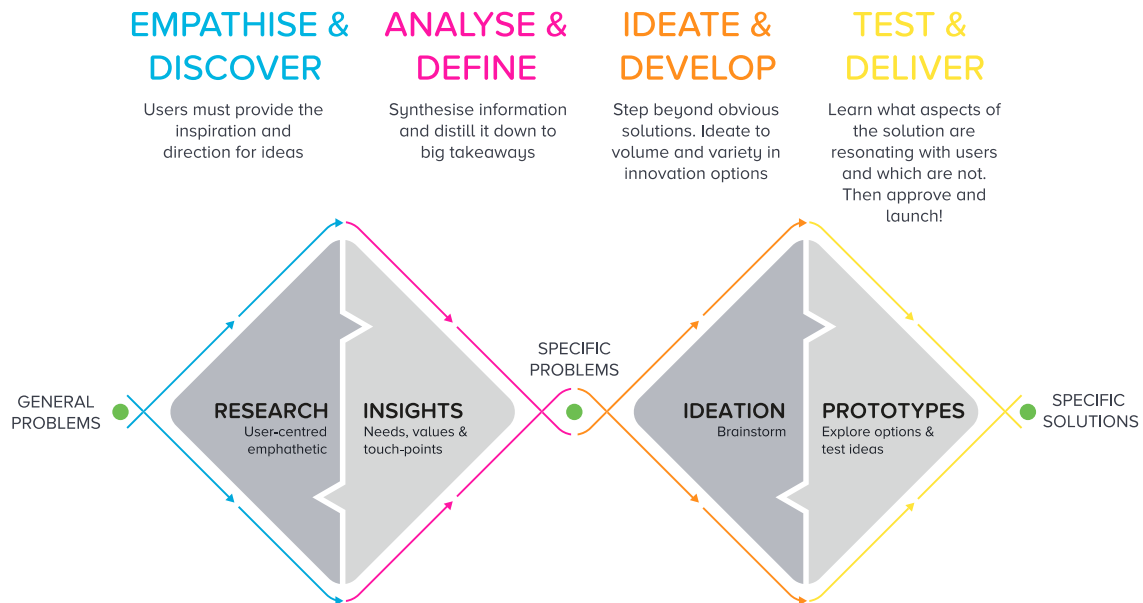 EMPATHISE &
DISCOVER
Users must provide the
inspiration and
direction for ideas
ANALYSE &
DEFINE
Synthesise information
and distill it down to
big takeaways
IDEATE &
DEVELOP
Step beyond obvious
solutions. Ideate to
volume and variety in
innovation options
TEST &
DELIVER
Learn what aspects of
the solution are
resonating with users
and which are not.
Then approve and
launch!
GENERAL
PROBLEMS
RESEARCH
User-centred
emphathetic
INSIGHTS
Needs, values &
touch-points
SPECIFIC
PROBLEMS
IDEATION
Brainstorm
PROTOTYPES
Explore options &
test ideas
SPECIFIC
SOLUTIONS